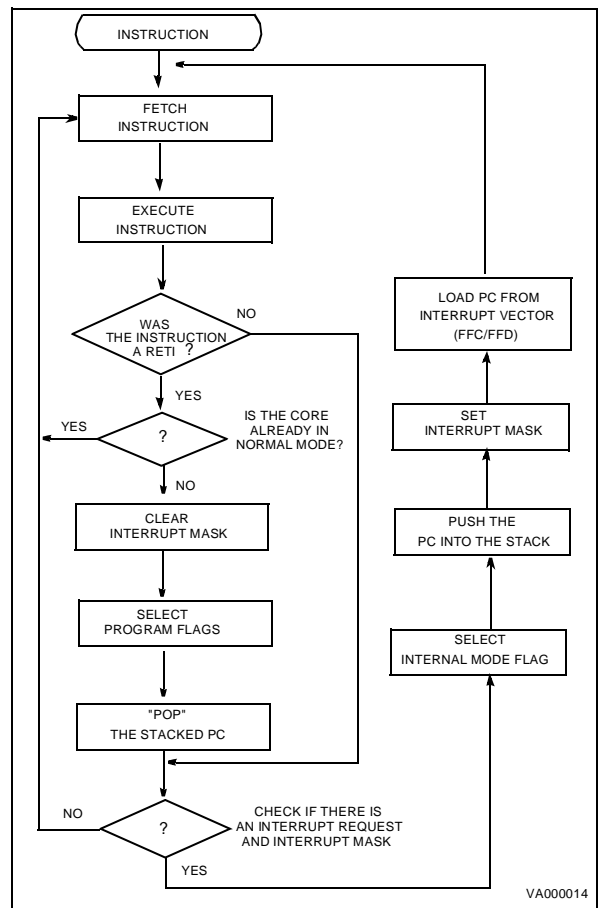 INSTRUCTION
FETCH
INSTRUCTION
EXECUTE
INSTRUCTION
WAS
THE INSTRUCTION
A RETI ?
NO
YES
?
IS THE CORE
ALREADY IN
NORMAL MODE?
YES
NO
CLEAR
INTERRUPT MASK
SELECT
PROGRAM FLAGS
"POP"
THE STACKED PC
?
CHECK IF THERE IS
AN INTERRUPT REQUEST
AND INTERRUPT MASK
NO
YES
LOAD PC FROM
INTERRUPT VECTOR
(FFC/FFD)
SET
INTERRUPT MASK
PUSH THE
PC INTO THE STACK
SELECT
INTERNAL MODE FLAG
VA000014